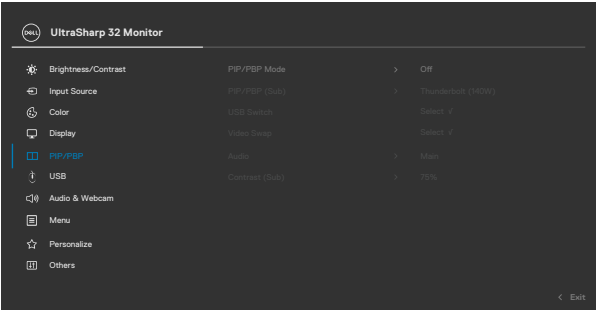 DELL UltraSharp 32 Monitor
Brightness/Contrast PIP/PBP Mode > Off
Input Source PIP/PBP (Sub) > Thunderbolt (140W)
Color USB Switch Select √
Display Video Swap Select √
PIP/PBP Audio > Main
USB Contrast (Sub) > 75%
Audio & Webcam
Menu
Personalize
Others
< Exit